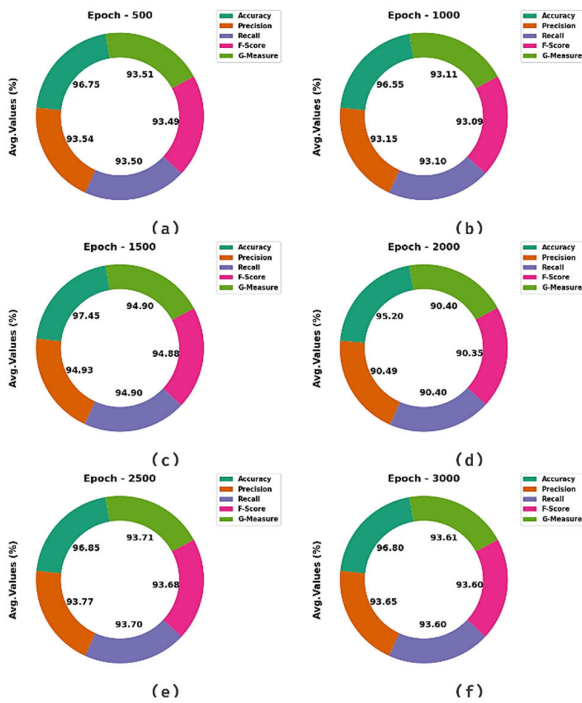 Epoch - 500
Accuracy
Precision
Recall
F-Score
G-Measure
Avg.Values (%)
96.75
93.51
93.49
93.54
93.50
(a)
Epoch - 1000
Accuracy
Precision
Recall
F-Score
G-Measure
Avg.Values (%)
96.55
93.11
93.09
93.15
93.10
(b)
Epoch - 1500
Accuracy
Precision
Recall
F-Score
G-Measure
Avg.Values (%)
97.45
94.90
94.88
94.93
94.90
(c)
Epoch - 2000
Accuracy
Precision
Recall
F-Score
G-Measure
Avg.Values (%)
95.20
90.40
90.35
90.49
90.40
(d)
Epoch - 2500
Accuracy
Precision
Recall
F-Score
G-Measure
Avg.Values (%)
96.85
93.71
93.68
93.77
93.70
(e)
Epoch - 3000
Accuracy
Precision
Recall
F-Score
G-Measure
Avg.Values (%)
96.80
93.61
93.60
93.65
93.60
(f)